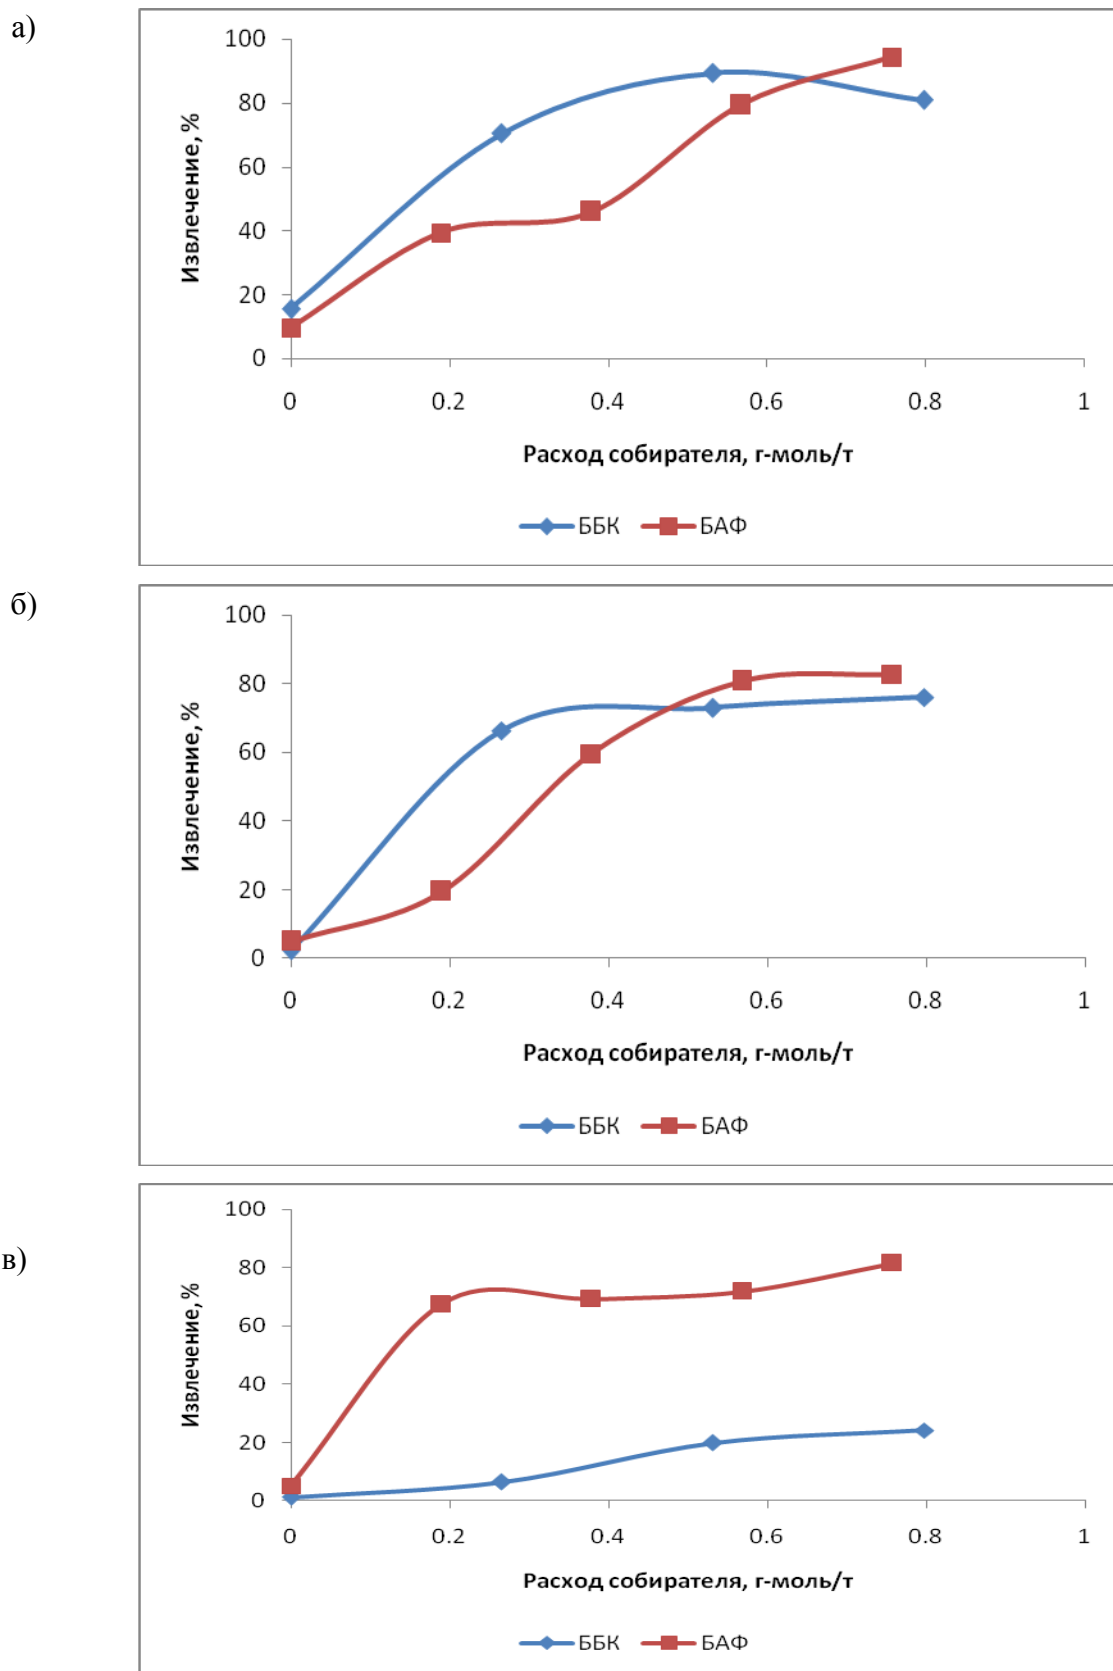 а)
100
80
60
40
20
0
Извлечение, %
0 0.2 0.4 0.6 0.8 1
Расход собирателя, г-моль/т
ББК БАФ
б)
100
80
60
40
20
0
Извлечение, %
0 0.2 0.4 0.6 0.8 1
Расход собирателя, г-моль/т
ББК БАФ
в)
100
80
60
40
20
0
Извлечение, %
0 0.2 0.4 0.6 0.8 1
Расход собирателя, г-моль/т
ББК БАФ